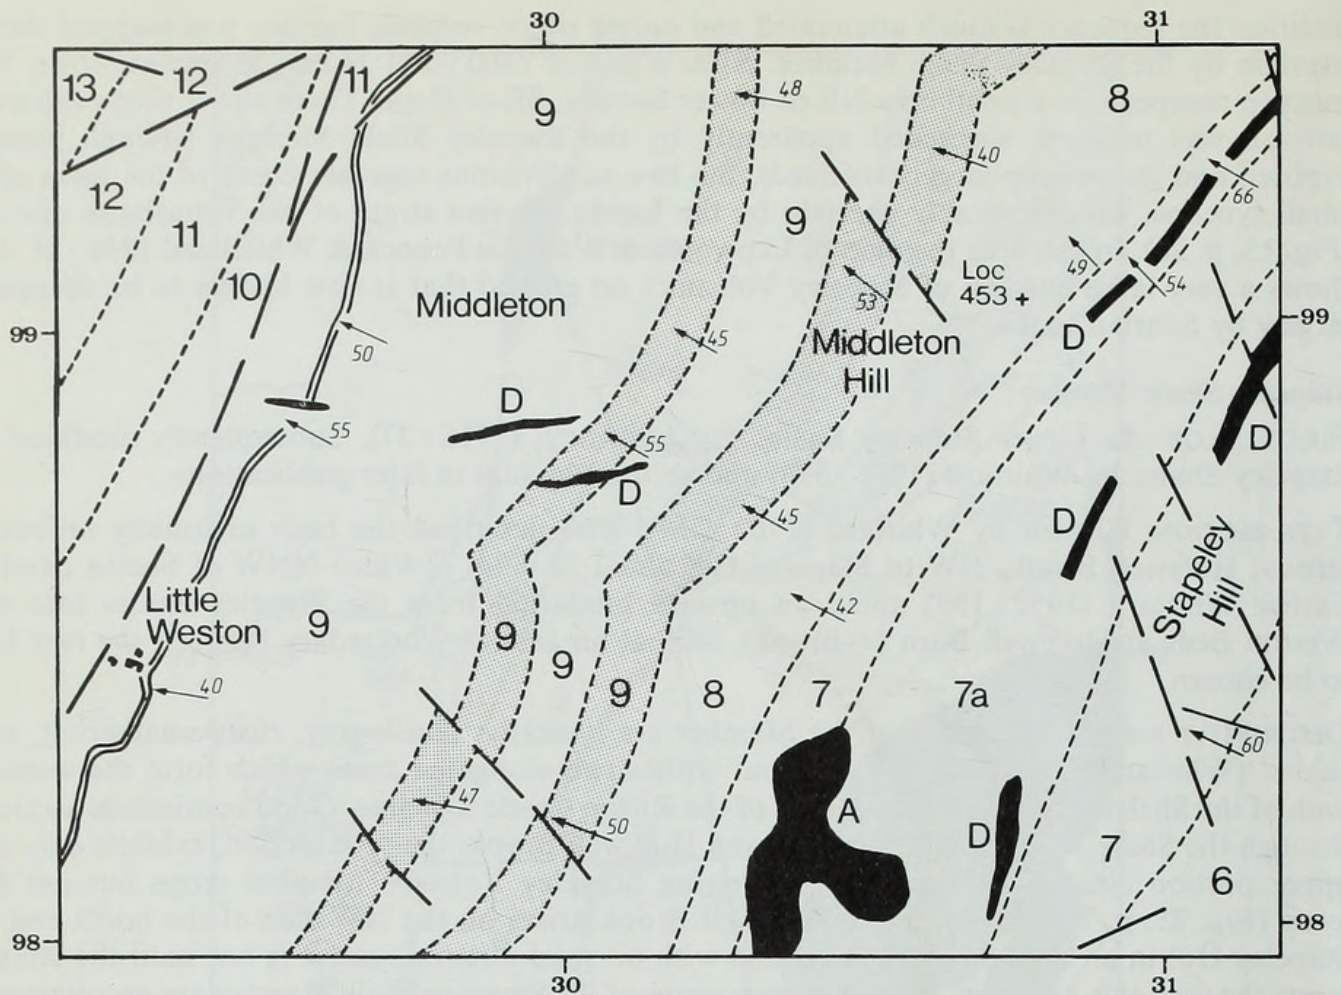 30 31
13 12 11 9 48 8
12 40 66
11 9
10 Loc
453 +
49 54
Middleton 53
99 50 45 Middleton
Hill D 99
D 55 55 D
D 45 D
Stapeley
Hill
Little
Weston 9 9 9 9 8 42 7 7a
40 60
47 50 A D 7 6
98 98
30 31